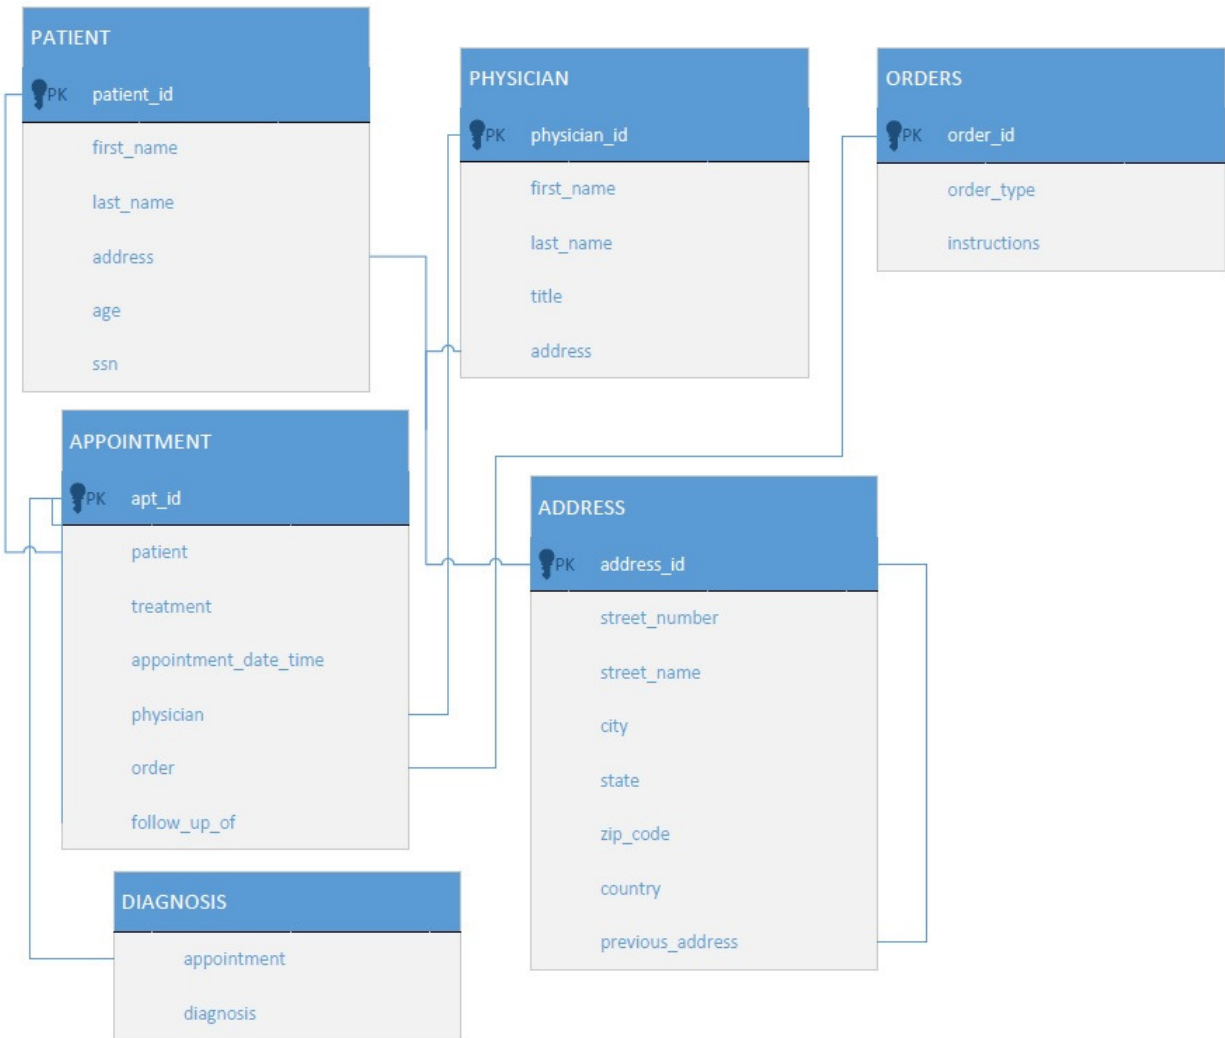 PATIENT
PK patient_id
first_name
last_name
address
age
ssn
PHYSICIAN
PK physician_id
first_name
last_name
title
address
ORDERS
PK order_id
order_type
instructions
APPOINTMENT
PK apt_id
patient
treatment
appointment_date_time
physician
order
follow_up_of
ADDRESS
PK address_id
street_number
street_name
city
state
zip_code
country
previous_address
DIAGNOSIS
appointment
diagnosis